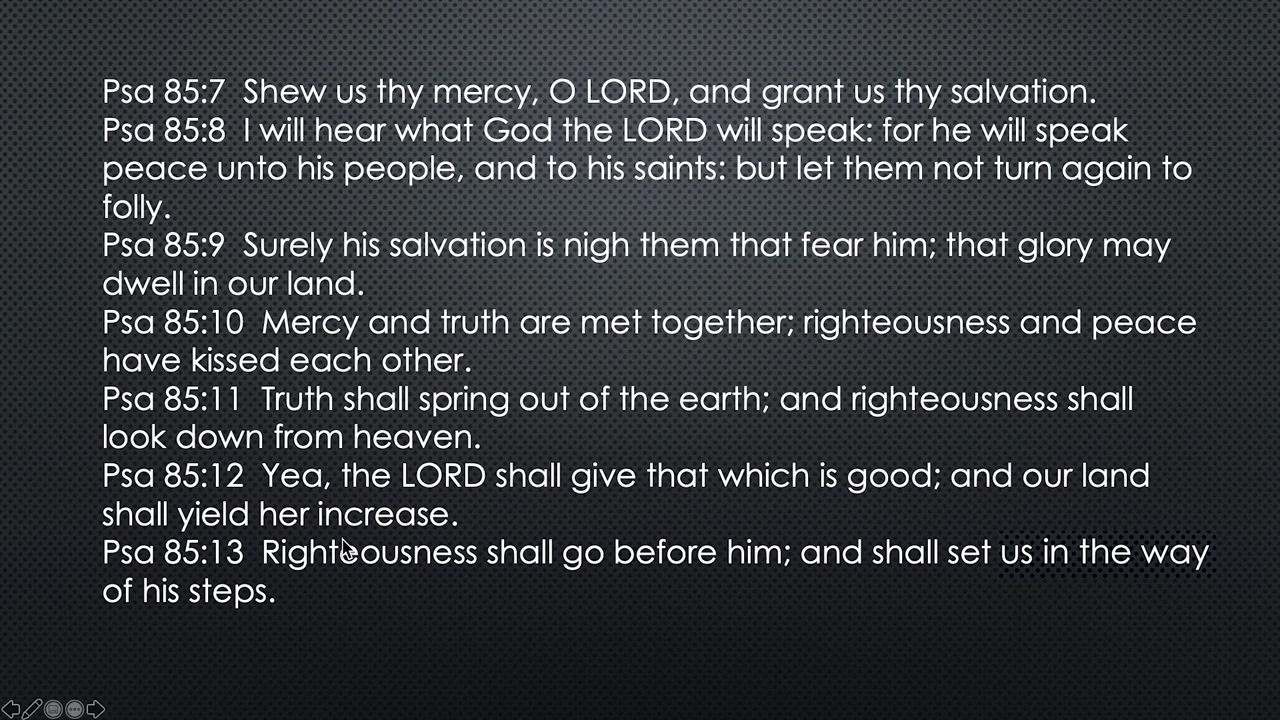 Psa 85:7  Shew us thy mercy, O LORD, and grant us thy salvation.
Psa 85:8  I will hear what God the LORD will speak: for he will speak
peace unto his people, and to his saints: but let them not turn again to
folly.
Psa 85:9  Surely his salvation is nigh them that fear him; that glory may
dwell in our land.
Psa 85:10  Mercy and truth are met together; righteousness and peace
have kissed each other.
Psa 85:11  Truth shall spring out of the earth; and righteousness shall
look down from heaven.
Psa 85:12  Yea, the LORD shall give that which is good; and our land
shall yield her increase.
Psa 85:13  Righteousness shall go before him; and shall set us in the way
of his steps.